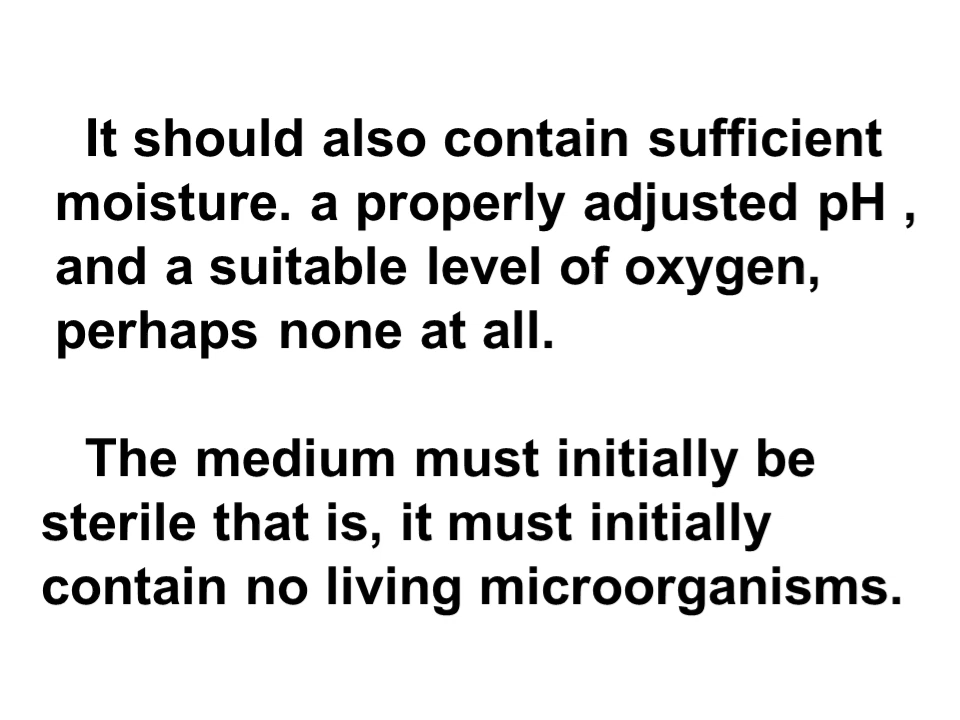 It should also contain sufficient
moisture. a properly adjusted pH ,
and a suitable level of oxygen,
perhaps none at all.
The medium must initially be
sterile that is, it must initially
contain no living microorganisms.